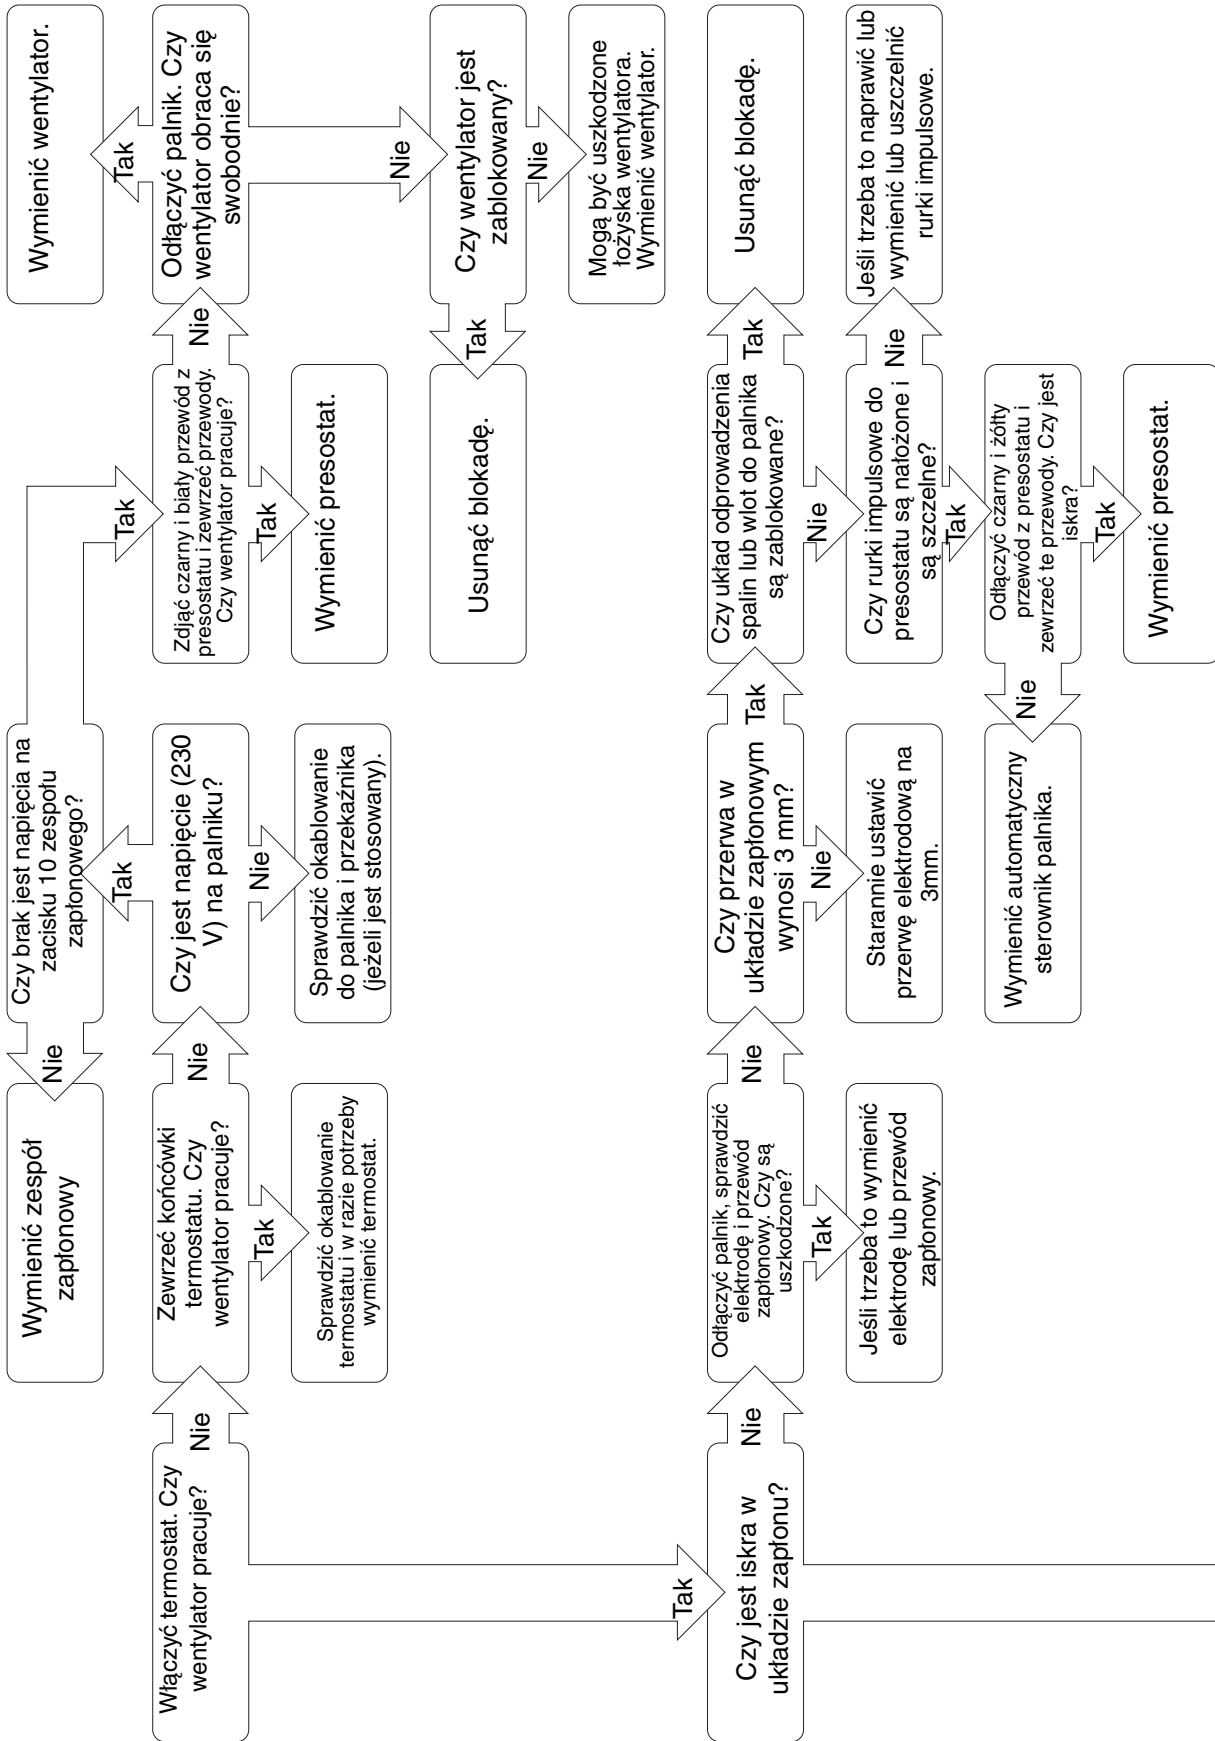 Włączyć termostat. Czy
wentylator pracuje?
Nie
Zewrzeć końcówki
termostatu. Czy
wentylator pracuje?
Tak
Sprawdzić okablowanie
termostatu i w razie potrzeby
wymienić termostat.
Nie
Czy jest napięcie (230
V) na palniku?
Nie
Sprawdzić okablowanie
do palnika i przekaźnika
(jeżeli jest stosowany).
Tak
Czy brak jest napięcia na
zacisku 10 zespołu
zapłonowego?
Nie
Wymienić zespół
zapłonowy
Tak
Zdjąć czarny i biały przewód z
presostatu i zewrzeć przewody.
Czy wentylator pracuje?
Tak
Wymienić presostat.
Nie
Odłączyć palnik. Czy
wentylator obraca się
swobodnie?
Tak
Wymienić wentylator.
Nie
Czy wentylator jest
zablokowany?
Tak
Usunąć blokadę.
Nie
Mogą być uszkodzone
łożyska wentylatora.
Wymienić wentylator.
Tak
Czy jest iskra w
układzie zapłonu?
Nie
Odłączyć palnik, sprawdzić
elektrodę i przewód
zapłonowy. Czy są
uszkodzone?
Tak
Jeśli trzeba to wymienić
elektrodę lub przewód
zapłonowy.
Nie
Czy przerwa w
układzie zapłonowym
wynosi 3 mm?
Nie
Starannie ustawić
przerwę elektrodową na
3mm.
Tak
Czy układ odprowadzenia
spalin lub wlot do palnika
są zablokowane?
Tak
Usunąć blokadę.
Nie
Czy rurki impulsowe do
presostatu są nałożone i
są szczelne?
Nie
Jeśli trzeba to naprawić lub
wymienić lub uszczelnić
rurki impulsowe.
Tak
Odłączyć czarny i żółty
przewód z presostatu i
zewrzeć te przewody. Czy jest
iskra?
Nie
Wymienić automatyczny
sterownik palnika.
Tak
Wymienić presostat.